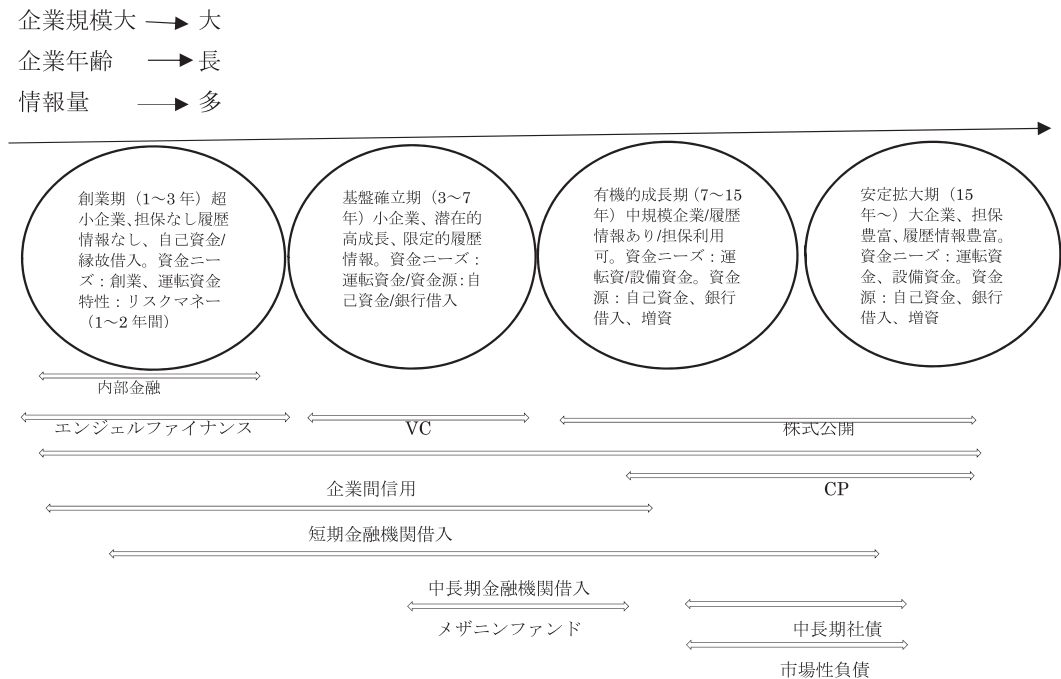 企業規模大 大
企業年齢 長
情報量 多
創業期（1～3 年）超
小企業、担保なし履歴
情報なし、自己資金/
縁故借入。資金ニー
ズ：創業、運転資金
特性：リスクマネー
（1～2 年間）
基盤確立期（3～7
年）小企業、潜在的
高成長、限定的履歴
情報。資金ニーズ：
運転資金/資金源：自
己資金/銀行借入
有機的成長期（7～15
年）中規模企業/履歴
情報あり/担保利用
可。資金ニーズ：運
転資/設備資金。資金
源：自己資金、銀行
借入、増資
安定拡大期（15
年～）大企業、担保
豊富、履歴情報豊富。
資金ニーズ：運転資
金、設備資金。資金
源：自己資金、銀行
借入、増資
内部金融
エンジェルファイナンス
VC
株式公開
企業間信用
CP
短期金融機関借入
中長期金融機関借入
メザニンファンド
中長期社債
市場性負債